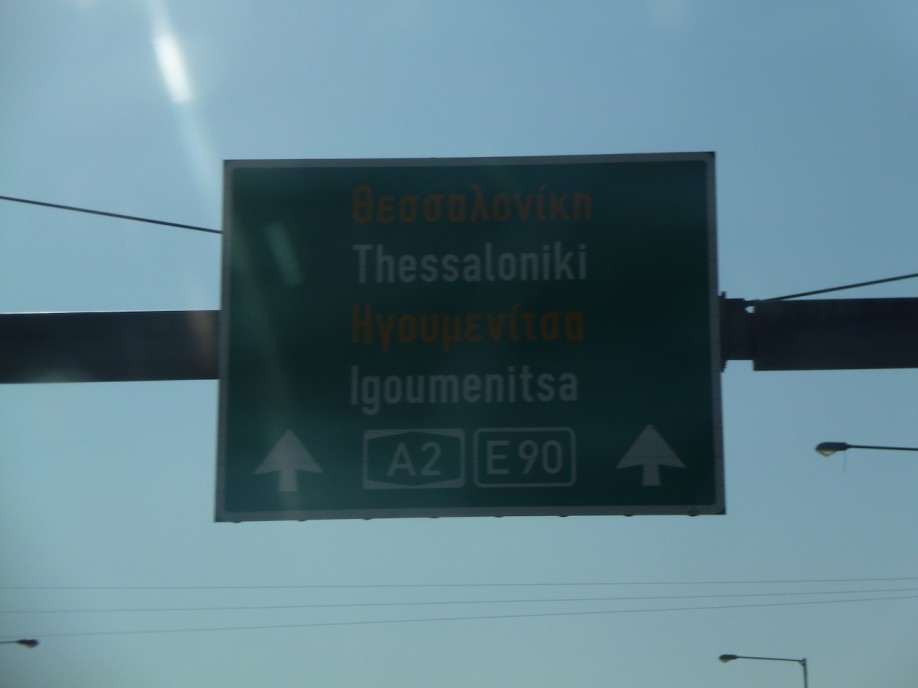 Θεσσαλονίκη
Thessaloniki
Ηγουμενίτσα
Igoumenitsa
A2 E90